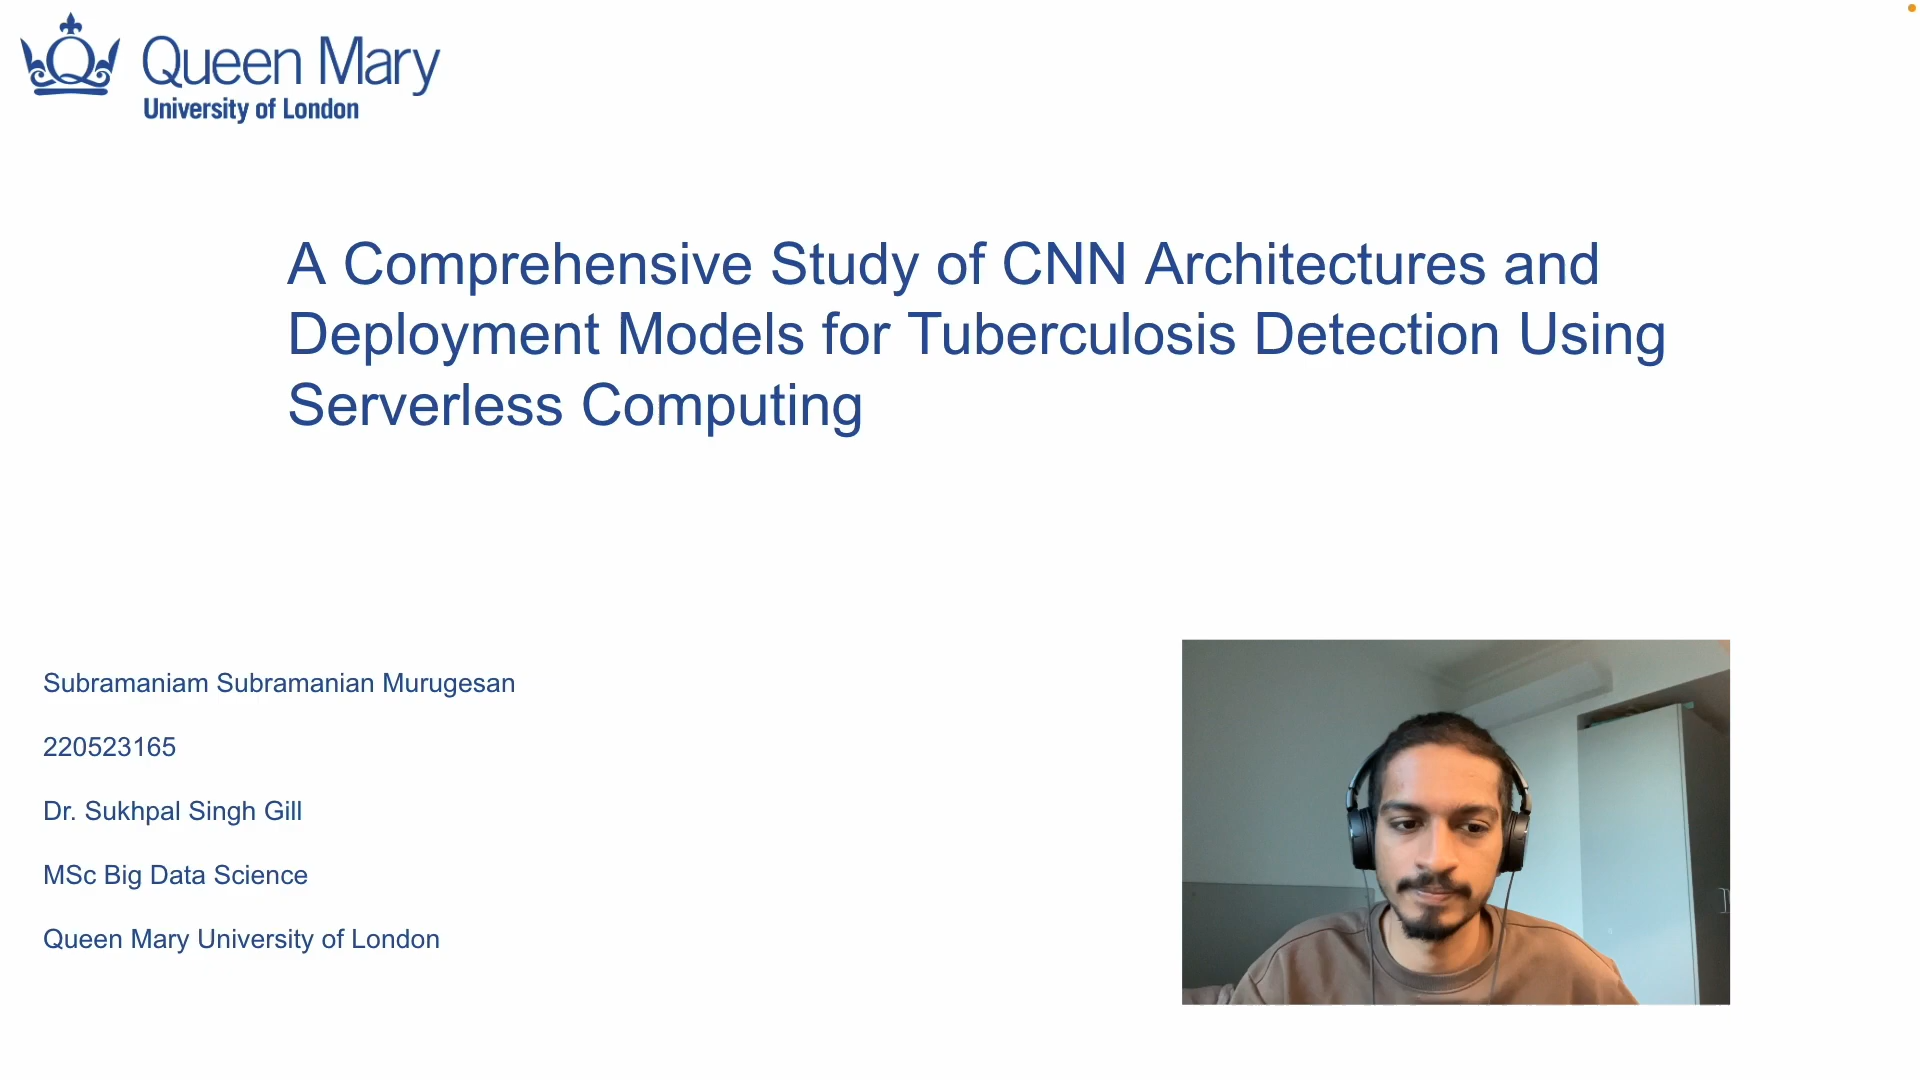 Queen Mary
University of London
A Comprehensive Study of CNN Architectures and
Deployment Models for Tuberculosis Detection Using
Serverless Computing
Subramaniam Subramanian Murugesan
220523165
Dr. Sukhpal Singh Gill
MSc Big Data Science
Queen Mary University of London